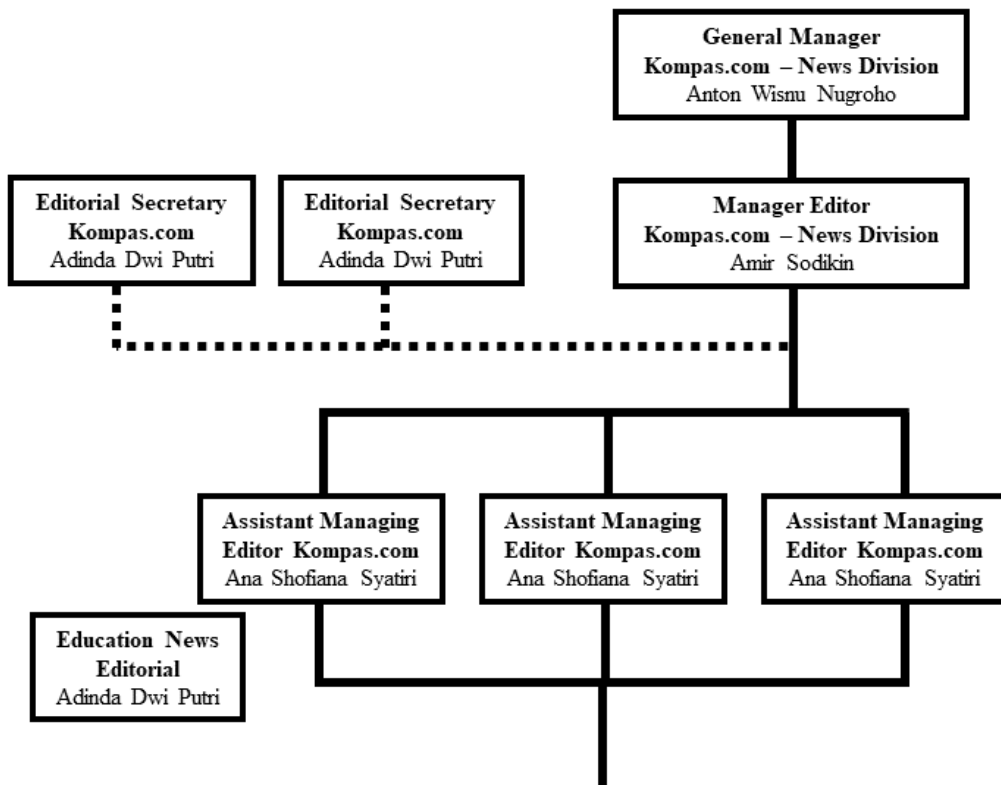 General Manager
Kompas.com – News Division
Anton Wisnu Nugroho
Editorial Secretary
Kompas.com
Adinda Dwi Putri
Editorial Secretary
Kompas.com
Adinda Dwi Putri
Manager Editor
Kompas.com – News Division
Amir Sodikin
Assistant Managing
Editor Kompas.com
Ana Shofiana Syatiri
Assistant Managing
Editor Kompas.com
Ana Shofiana Syatiri
Assistant Managing
Editor Kompas.com
Ana Shofiana Syatiri
Education News
Editorial
Adinda Dwi Putri